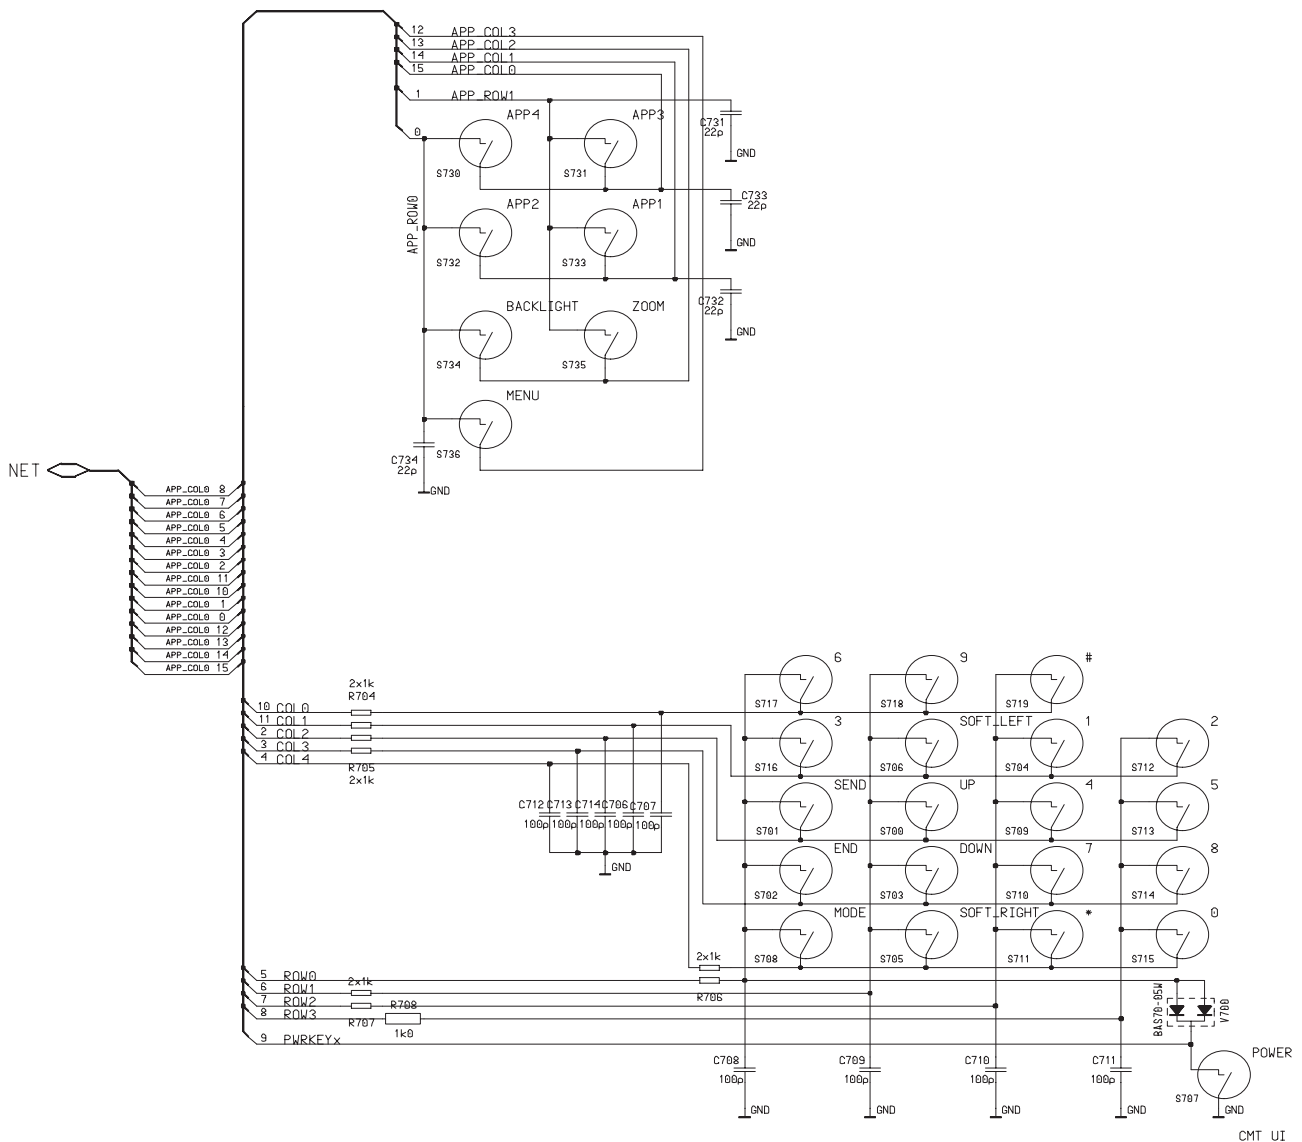 12 APP_COL3
13 APP_COL2
14 APP_COL1
15 APP_COL0
1 APP_ROW1
0
APP_ROW0
APP4
S730
APP3
S731
C731
22p
GND
APP2
S732
APP1
S733
C733
22p
GND
BACKLIGHT
S734
ZOOM
S735
C732
22p
GND
MENU
S736
C734
22p
GND
NET
APP_COL0 8
APP_COL0 7
APP_COL0 6
APP_COL0 5
APP_COL0 4
APP_COL0 3
APP_COL0 2
APP_COL0 11
APP_COL0 10
APP_COL0 1
APP_COL0 0
APP_COL0 12
APP_COL0 13
APP_COL0 14
APP_COL0 15
2x1k
R704
10 COL0
11 COL1
2 COL2
3 COL3
4 COL4
R705
2x1k
C712 C713 C714 C706 C707
100p 100p 100p 100p 100p
GND
6 9 #
S717 S718 S719
3 SOFT_LEFT 1 2
S716 S706 S704 S712
SEND UP 4 5
S701 S700 S709 S713
END DOWN 7 8
S702 S703 S710 S714
MODE SOFT_RIGHT * 0
S708 S705 S711 S715
2x1k
R706
5 ROW0
6 ROW1
7 ROW2
8 ROW3
2x1k
R707
R708
1k0
9 PWRKEYx
BAS70-05W
V700
C708 C709 C710 C711
100p 100p 100p 100p
GND GND GND GND
POWER
S707
GND
CMT UI